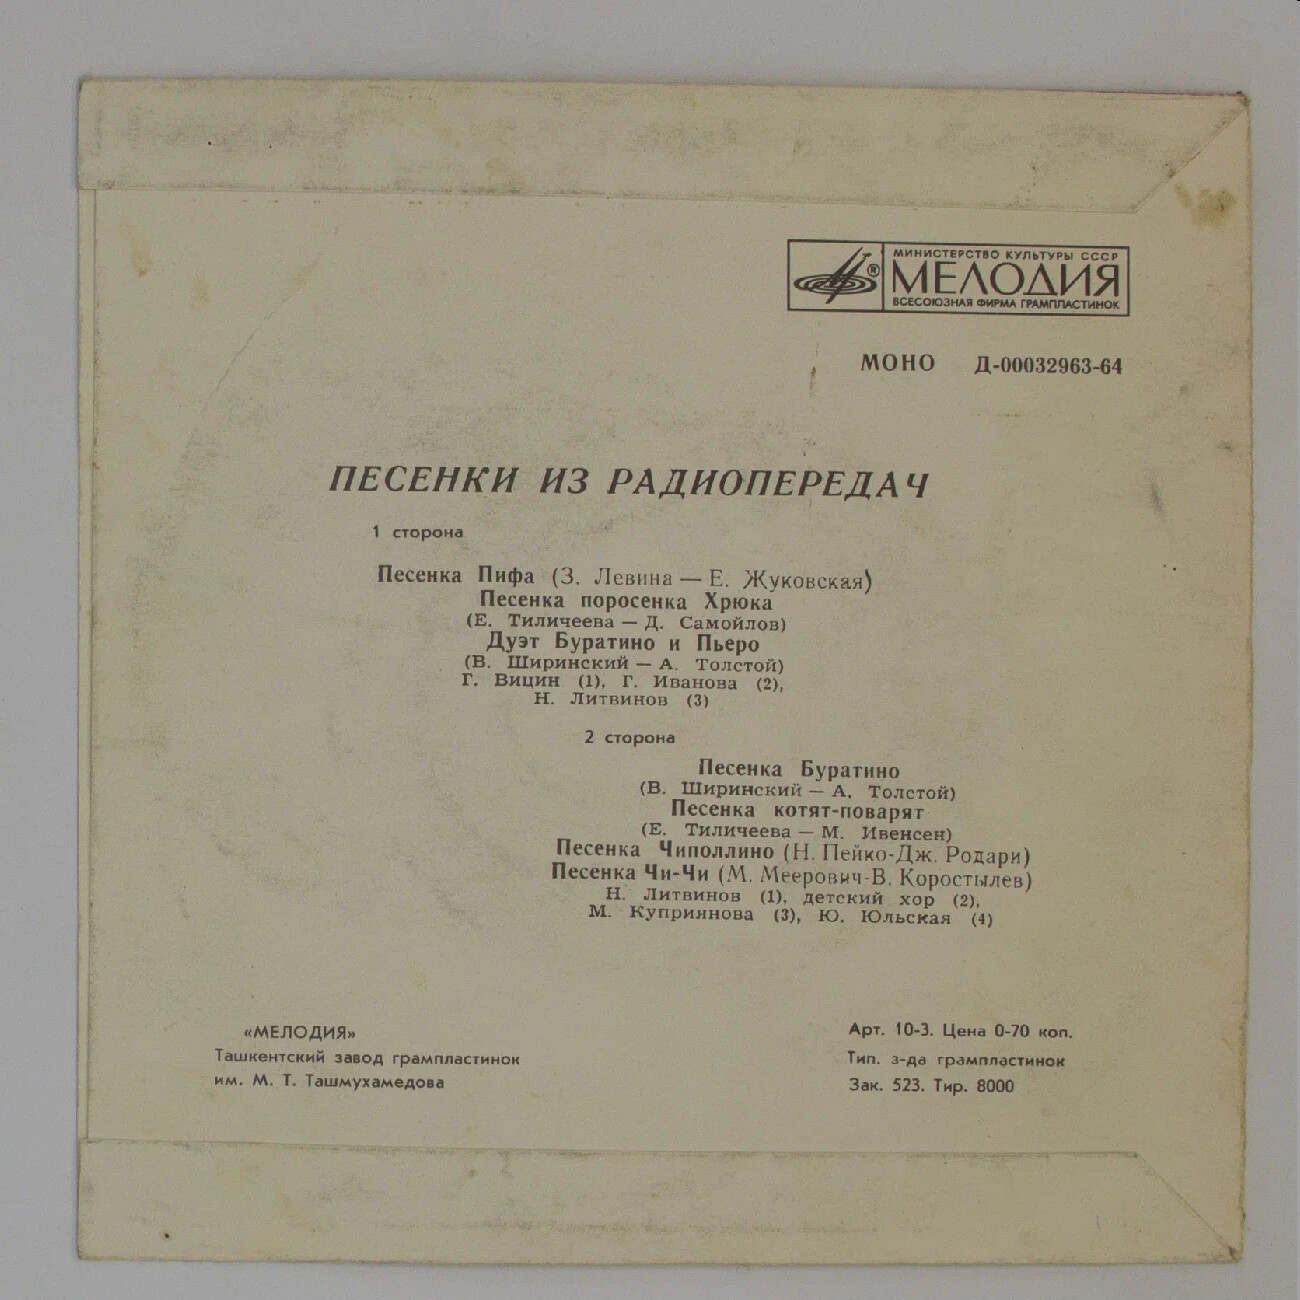 МИНИСТЕРСТВО КУЛЬТУРЫ СССР
®
МЕЛОДИЯ
ВСЕСОЮЗНАЯ ФИРМА ГРАМПЛАСТИНОК
МОНО Д-00032963-64
ПЕСЕНКИ ИЗ РАДИОПЕРЕДАЧ
1 сторона
Песенка Пифа (З. Левина — Е. Жуковская)
Песенка поросенка Хрюка
(Е. Тиличеева — Д. Самойлов)
Дуэт Буратино и Пьеро
(В. Ширинский — А. Толстой)
Г. Вицин (1), Г. Иванова (2),
Н. Литвинов (3)
2 сторона
Песенка Буратино
(В. Ширинский — А. Толстой)
Песенка котят-поварят
(Е. Тиличеева — М. Ивенсен)
Песенка Чиполлино (Н. Пейко-Дж. Родари)
Песенка Чи-Чи (М. Меерович-В. Коростылев)
Н. Литвинов (1), детский хор (2),
М. Куприянова (3), Ю. Юльская (4)
«МЕЛОДИЯ»
Ташкентский завод грампластинок
им. М. Т. Ташмухамедова
Арт. 10-3. Цена 0-70 коп.
Тип. з-да грампластинок
Зак. 523. Тир. 8000